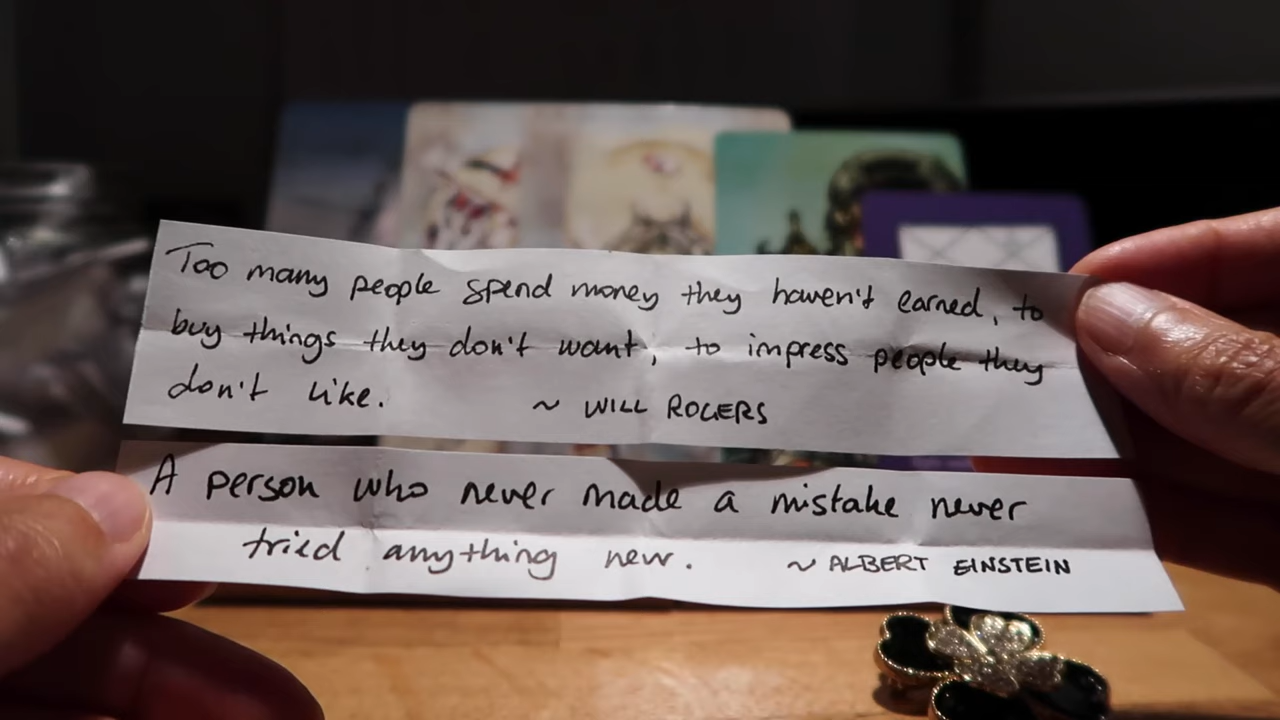 Too many people spend money they haven't earned, to
buy things they don't want, to impress people they
don't like. ~ WILL ROGERS
A person who never made a mistake never
tried anything new. ~ ALBERT EINSTEIN